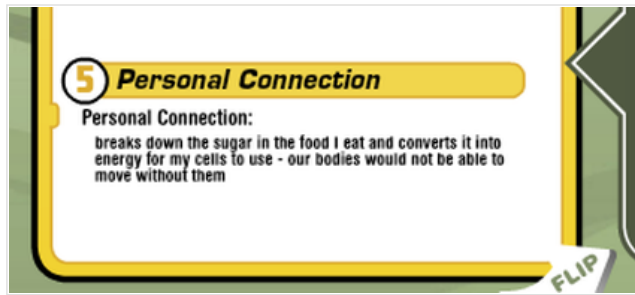 5 Personal Connection
Personal Connection:
breaks down the sugar in the food I eat and converts it into
energy for my cells to use - our bodies would not be able to
move without them
FLIP